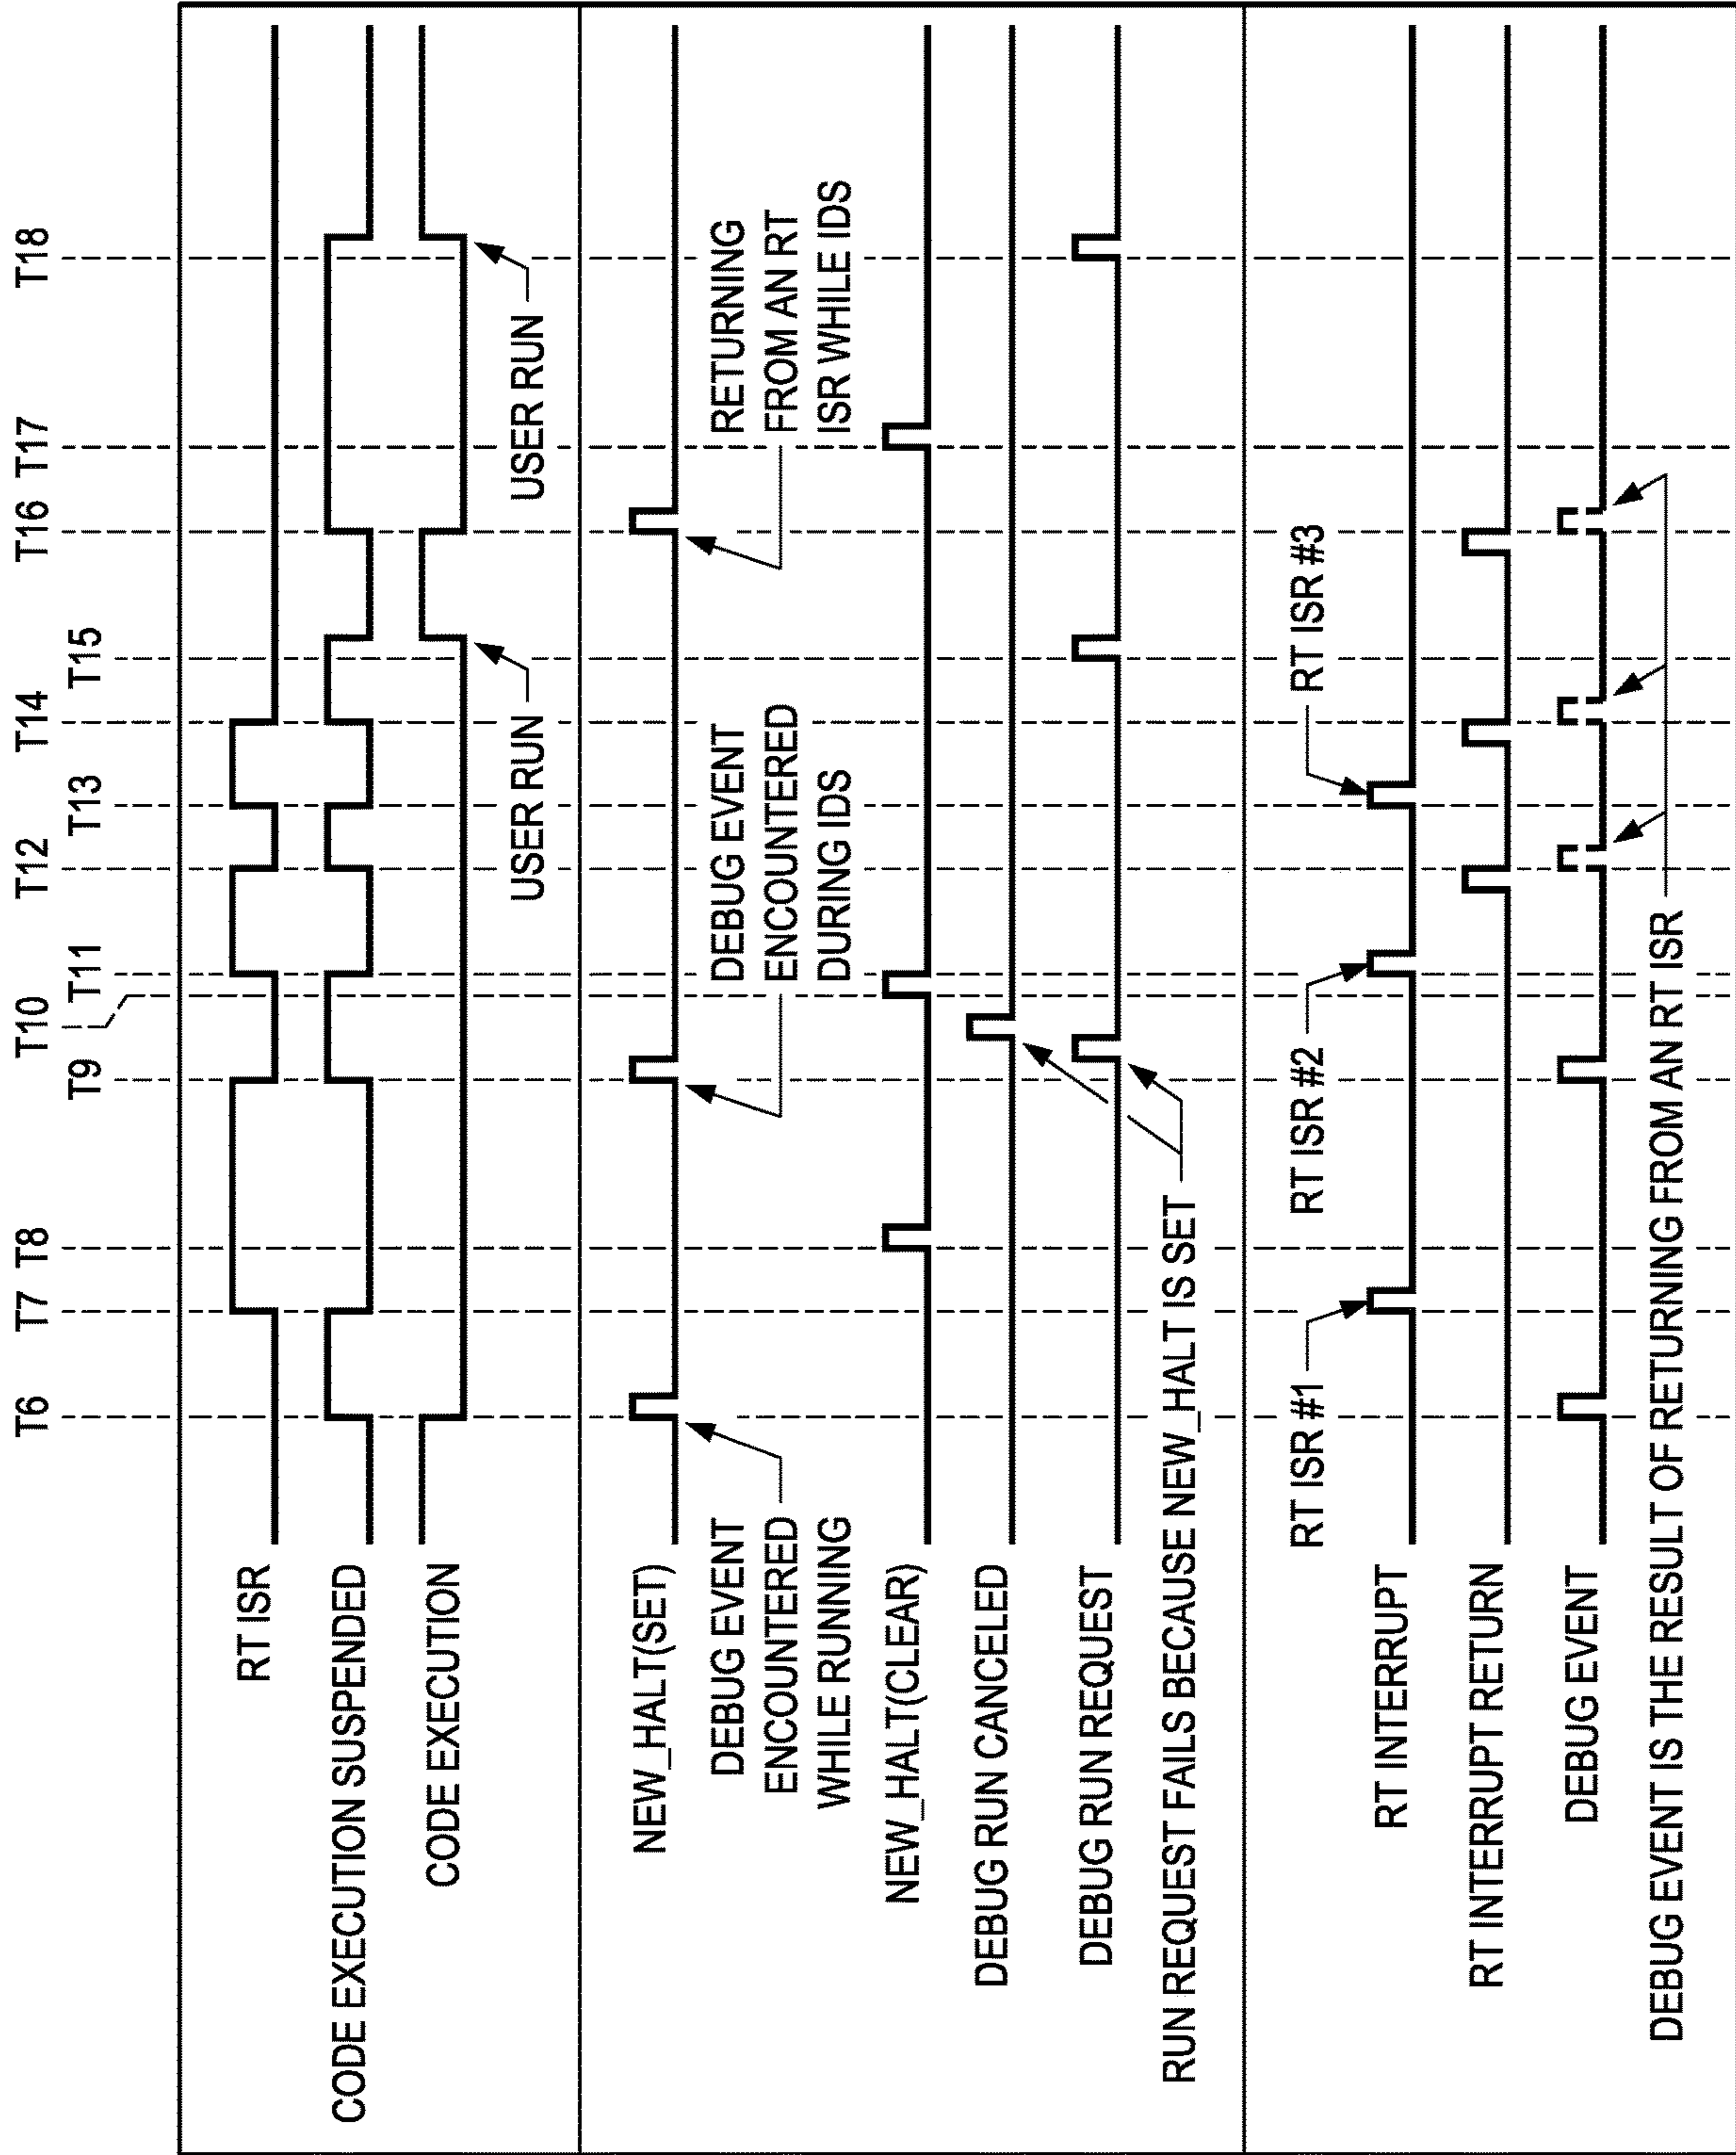 T6
T7
T8
T9
T10
T11
T12
T13
T14
T15
T16
T17
T18
RT ISR
CODE EXECUTION SUSPENDED
CODE EXECUTION
USER RUN
USER RUN
NEW_HALT(SET)
DEBUG EVENT
ENCOUNTERED
WHILE RUNNING
DEBUG EVENT
ENCOUNTERED
DURING IDS
RETURNING
FROM AN RT
ISR WHILE IDS
NEW_HALT(CLEAR)
DEBUG RUN CANCELED
DEBUG RUN REQUEST
RUN REQUEST FAILS BECAUSE NEW_HALT IS SET
RT ISR #1
RT ISR #2
RT ISR #3
RT INTERRUPT
RT INTERRUPT RETURN
DEBUG EVENT
DEBUG EVENT IS THE RESULT OF RETURNING FROM AN RT ISR